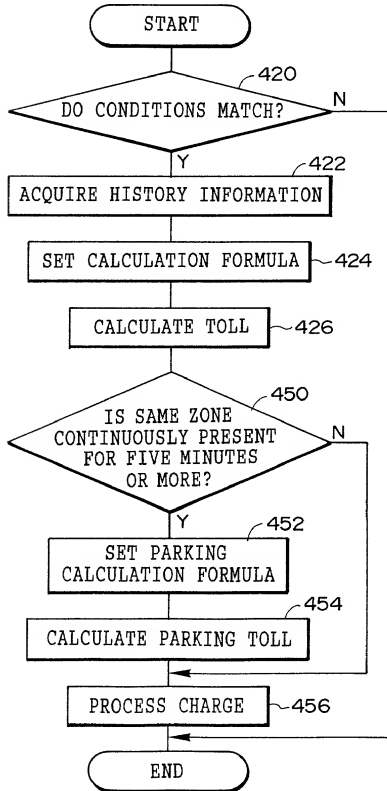 START
420
DO CONDITIONS MATCH?
N
Y
422
ACQUIRE HISTORY INFORMATION
SET CALCULATION FORMULA
424
CALCULATE TOLL
426
450
IS SAME ZONE
CONTINUOUSLY PRESENT
FOR FIVE MINUTES
OR MORE?
N
Y
452
SET PARKING
CALCULATION FORMULA
454
CALCULATE PARKING TOLL
PROCESS CHARGE
456
END